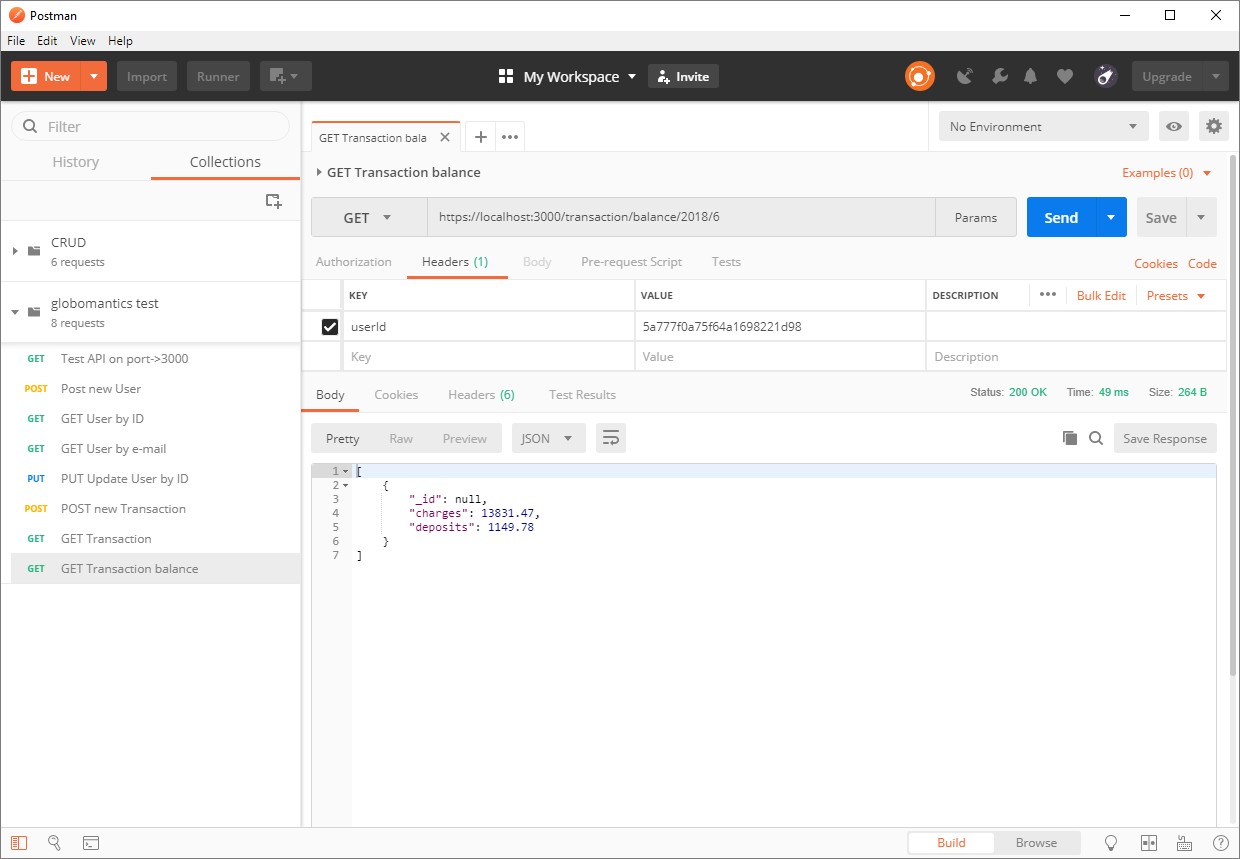 Postman
File Edit View Help
New Import Runner My Workspace Invite Upgrade
Filter
History Collections
CRUD
6 requests
globomantics test
8 requests
GET Test API on port->3000
POST Post new User
GET GET User by ID
GET GET User by e-mail
PUT PUT Update User by ID
POST POST new Transaction
GET GET Transaction
GET GET Transaction balance
GET Transaction bala
No Environment
GET Transaction balance Examples (0)
GET https://localhost:3000/transaction/balance/2018/6 Params Send Save
Authorization Headers (1) Body Pre-request Script Tests Cookies Code
KEY VALUE DESCRIPTION Bulk Edit Presets
userId 5a777f0a75f64a1698221d98
Key Value Description
Body Cookies Headers (6) Test Results Status: 200 OK Time: 49 ms Size: 264 B
Pretty Raw Preview JSON Save Response
1 [
2 {
3 "_id": null,
4 "charges": 13831.47,
5 "deposits": 1149.78
6 }
7 ]
Build Browse